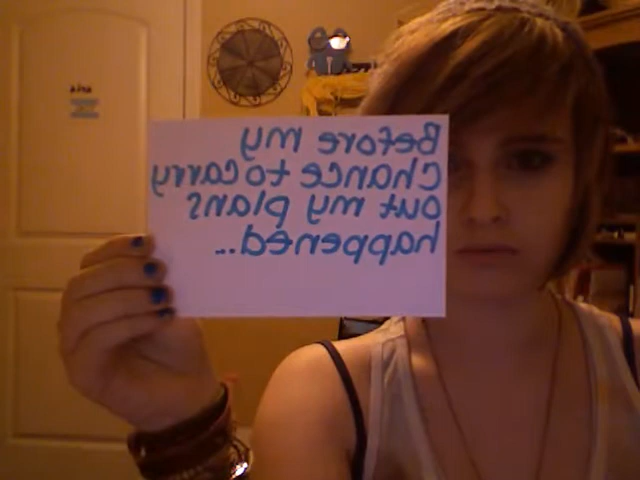 Before my
chance to carry
out my plans
happened...